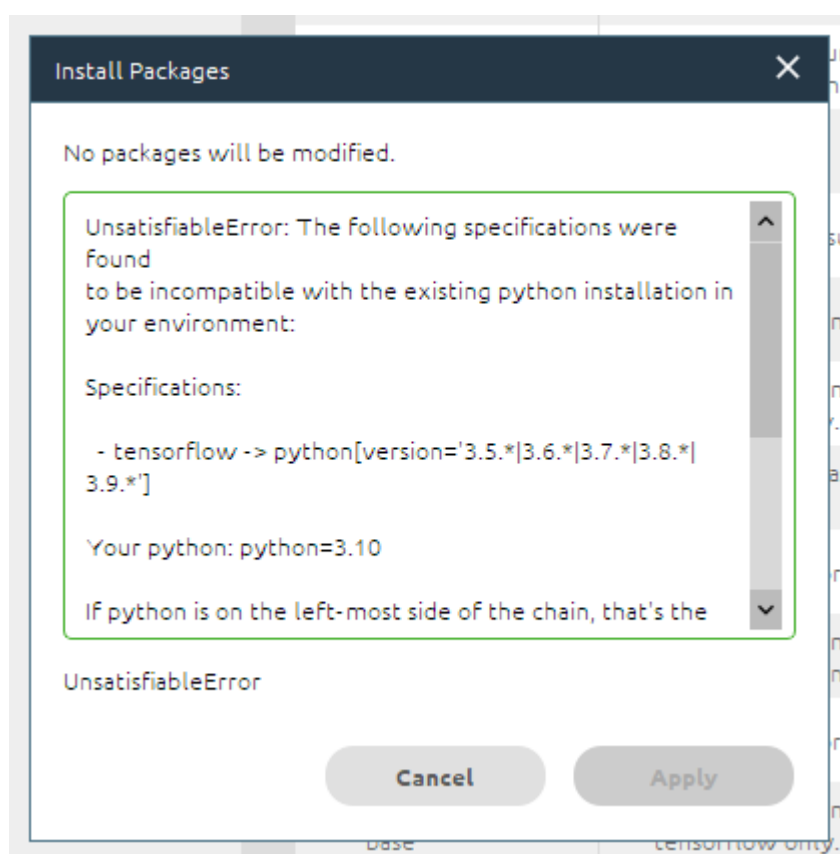 Install Packages
No packages will be modified.
UnsatisfiableError: The following specifications were
found
to be incompatible with the existing python installation in
your environment:
Specifications:
- tensorflow -> python[version='3.5.*|3.6.*|3.7.*|3.8.*|
3.9.*']
Your python: python=3.10
If python is on the left-most side of the chain, that's the
UnsatisfiableError
Cancel
Apply
base
tensorflow only.